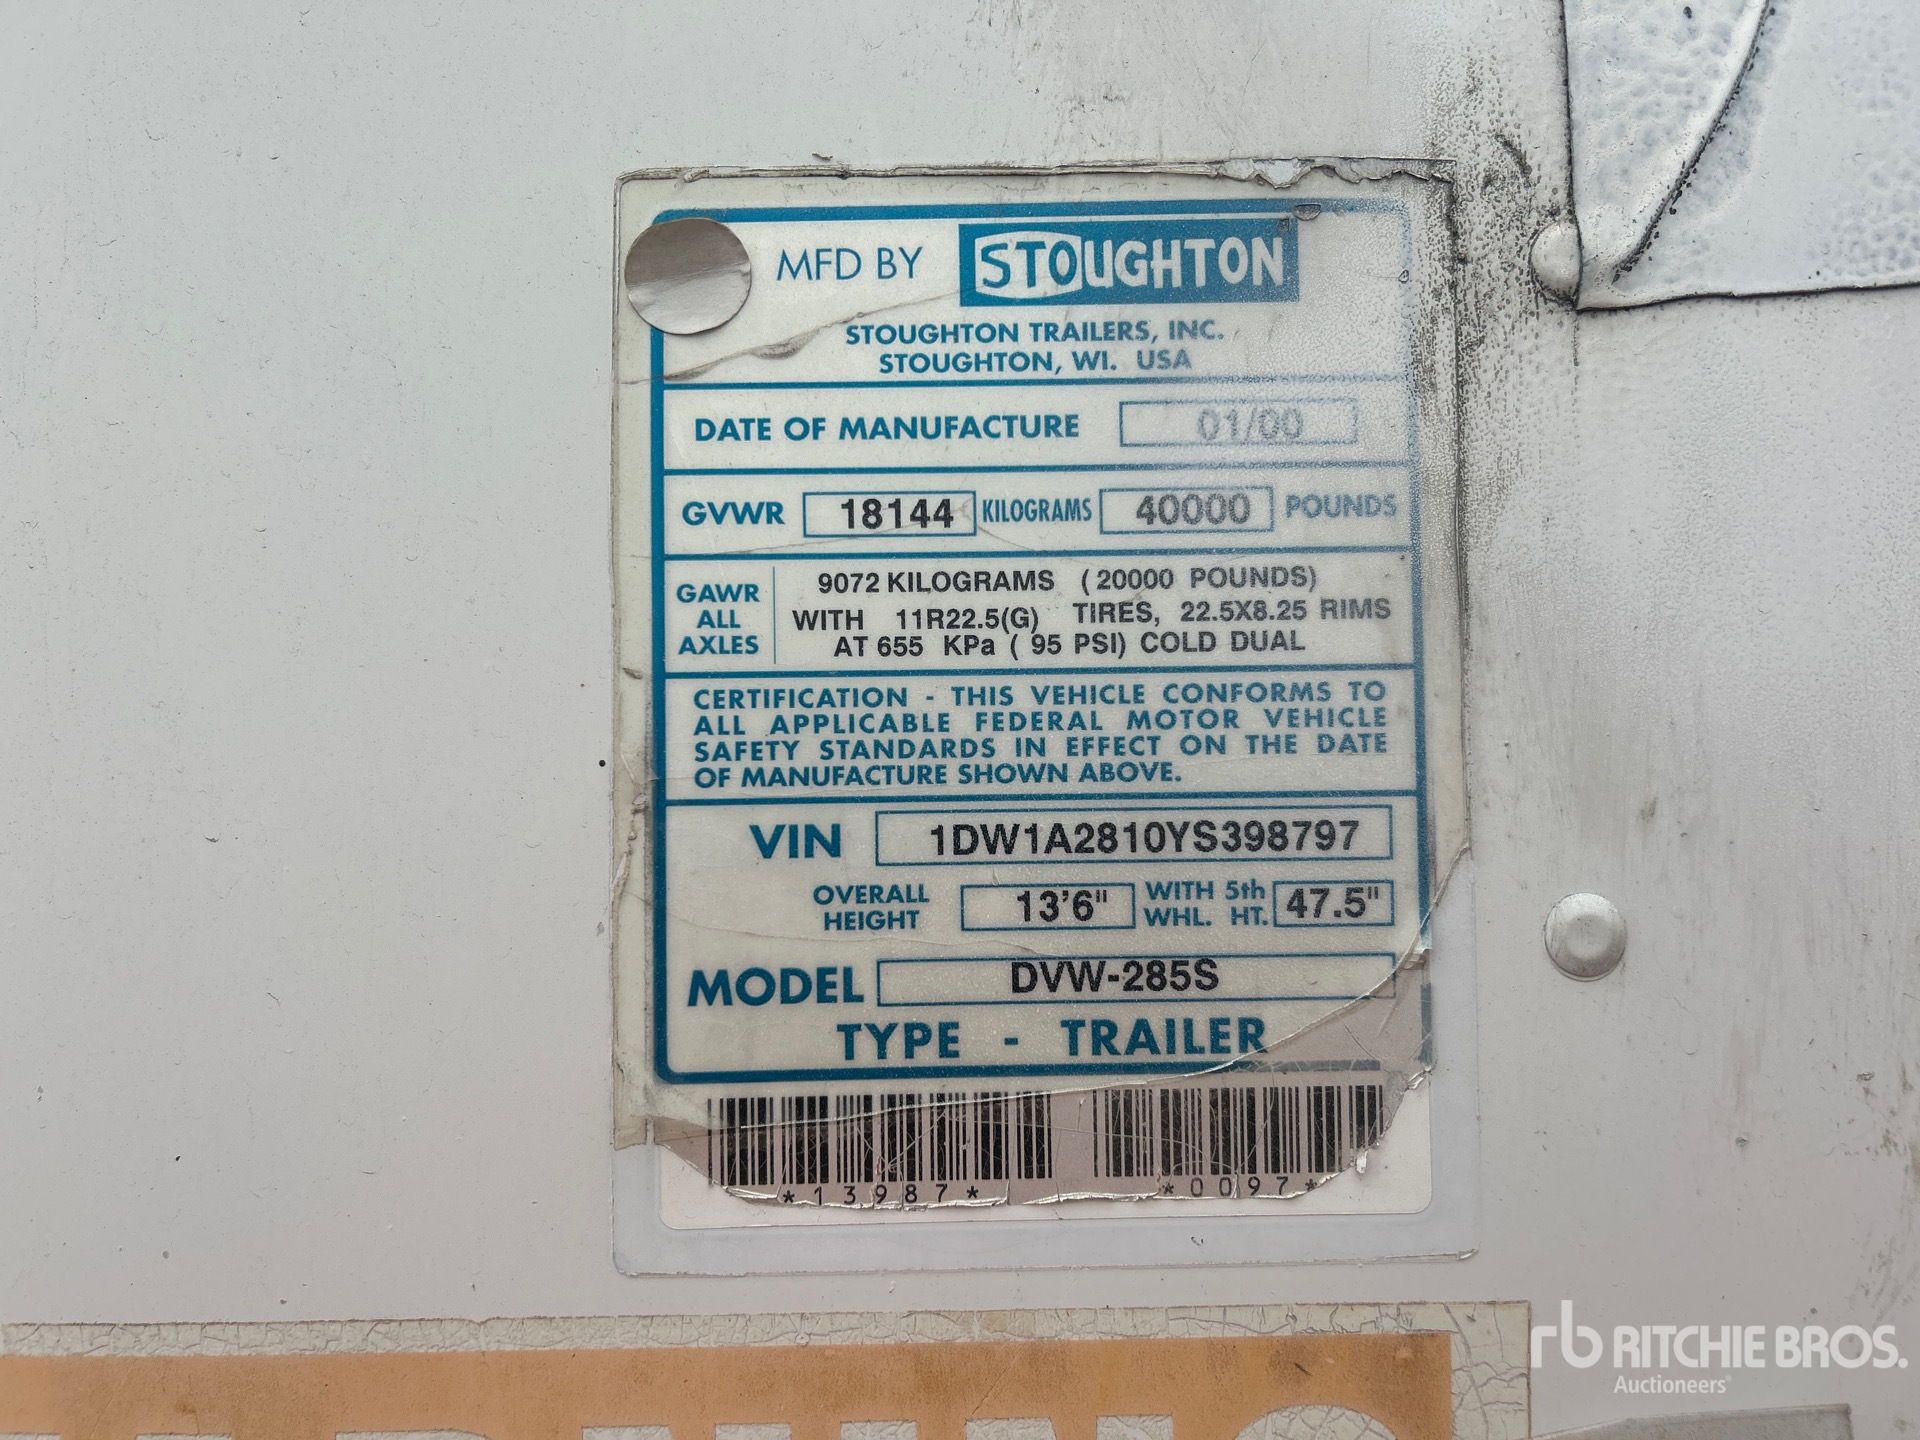 MFD BY STOUGHTON
STOUGHTON TRAILERS, INC.
STOUGHTON, WI. USA
DATE OF MANUFACTURE 01/00
GVWR 18144 KILOGRAMS 40000 POUNDS
GAWR ALL AXLES
9072 KILOGRAMS (20000 POUNDS)
WITH 11R22.5(G) TIRES, 22.5X8.25 RIMS
AT 655 KPa ( 95 PSI) COLD DUAL
CERTIFICATION - THIS VEHICLE CONFORMS TO
ALL APPLICABLE FEDERAL MOTOR VEHICLE
SAFETY STANDARDS IN EFFECT ON THE DATE
OF MANUFACTURE SHOWN ABOVE.
VIN 1DW1A2810YS398797
OVERALL HEIGHT 13'6" WITH 5th WHL. HT. 47.5"
MODEL DVW-285S
TYPE - TRAILER
*13987* *0097*
rb RITCHIE BROS.
Auctioneers